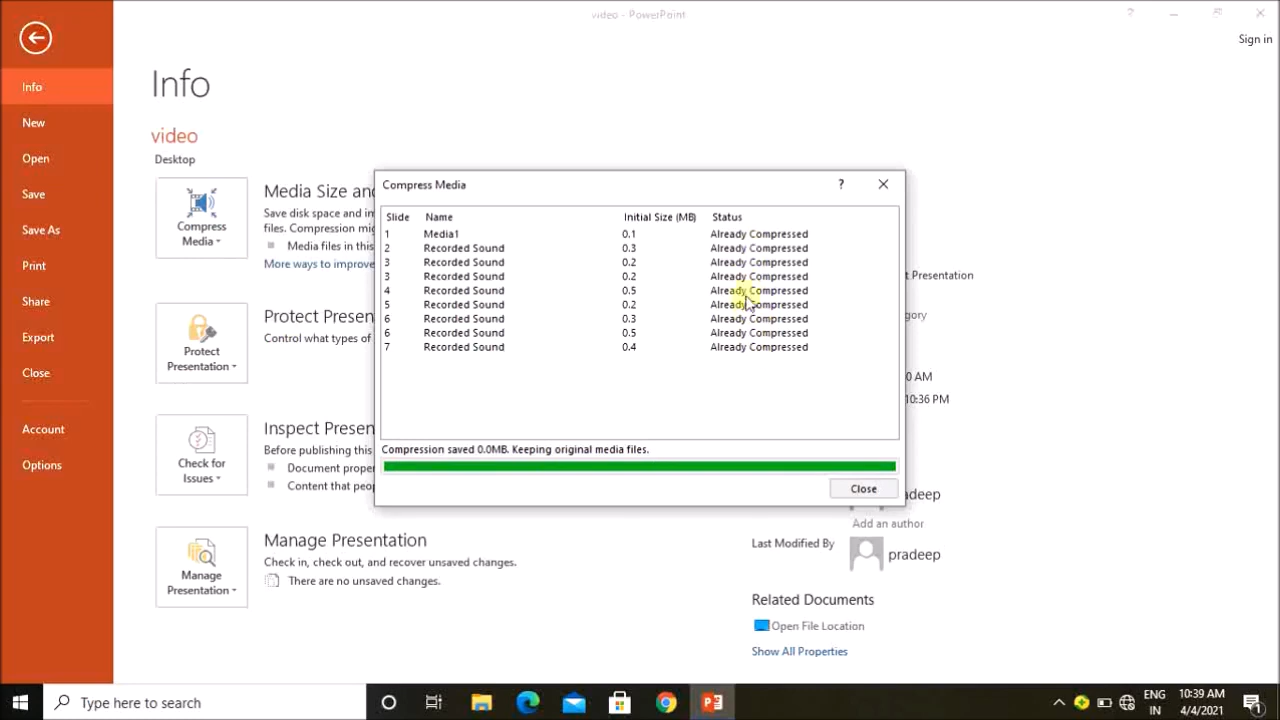 video - PowerPoint
?
Sign in
Info
New
Open
Save
Save As
Print
Share
Export
Close
Account
Options
Info
video
Desktop
Compress
Media
Media Size and
Save disk space and im
files. Compression mig
Media files in this
More ways to improve
Protect
Presentation
Protect Presen
Control what types of
Check for
Issues
Inspect Presen
Before publishing this
Document proper
Content that peop
Manage
Presentation
Manage Presentation
Check in, check out, and recover unsaved changes.
There are no unsaved changes.
Compress Media ?
Slide Name Initial Size (MB) Status
1 Media1 0.1 Already Compressed
2 Recorded Sound 0.3 Already Compressed
3 Recorded Sound 0.2 Already Compressed
3 Recorded Sound 0.2 Already Compressed
4 Recorded Sound 0.5 Already Compressed
5 Recorded Sound 0.2 Already Compressed
6 Recorded Sound 0.3 Already Compressed
6 Recorded Sound 0.5 Already Compressed
7 Recorded Sound 0.4 Already Compressed
Compression saved 0.0MB. Keeping original media files.
Close
t Presentation
gory
0 AM
10:36 PM
radeep
Add an author
Last Modified By
pradeep
Related Documents
Open File Location
Show All Properties
Type here to search
ENG
IN
10:39 AM
4/4/2021
1